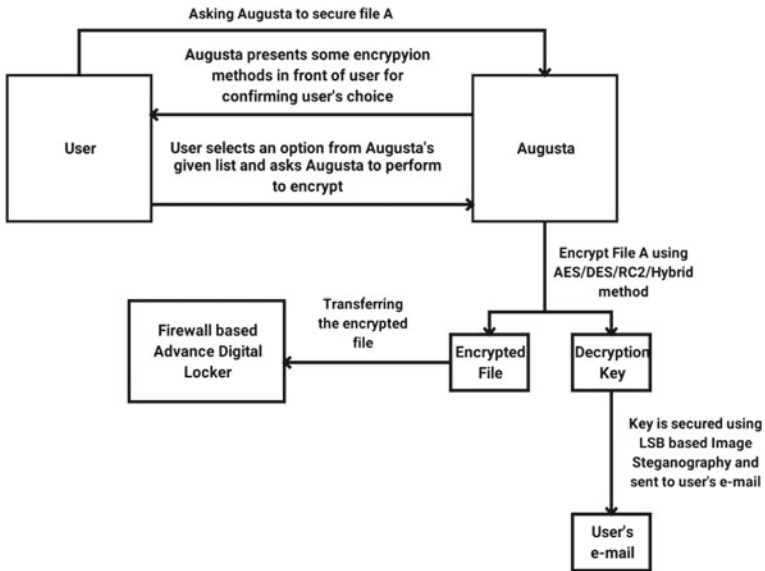 Asking Augusta to secure file A
Augusta presents some encrypyion
methods in front of user for
confirming user's choice
User
Augusta
User selects an option from Augusta's
given list and asks Augusta to perform
to encrypt
Encrypt File A using
AES/DES/RC2/Hybrid
method
Transferring
the encrypted
file
Firewall based
Advance Digital
Locker
Encrypted
File
Decryption
Key
Key is secured using
LSB based Image
Steganography and
sent to user's e-mail
User's
e-mail